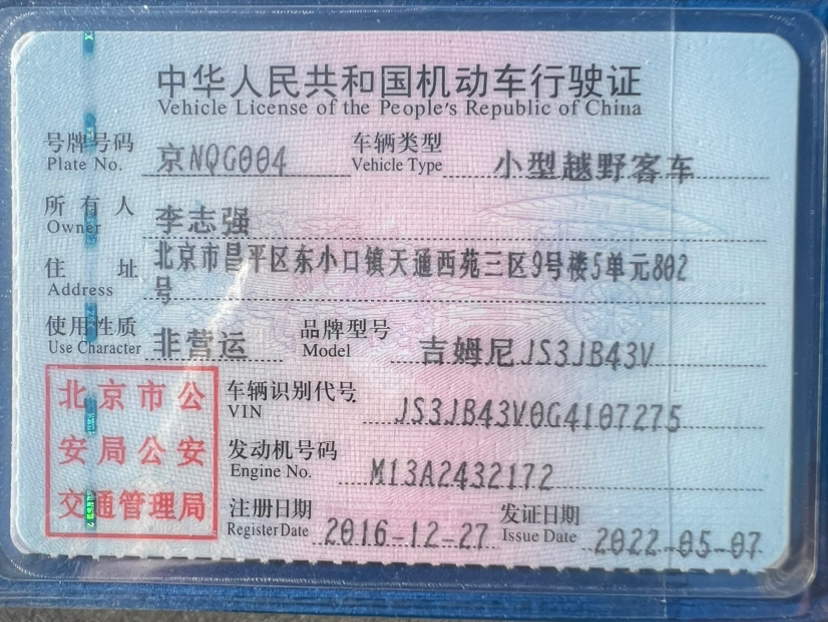 中华人民共和国机动车行驶证
Vehicle License of the People's Republic of China
号牌号码 京NQG004 车辆类型 小型越野客车
Plate No. Vehicle Type
所有人 李志强
Owner
住址 北京市昌平区东小口镇天通西苑三区9号楼5单元802
Address 号
使用性质 非营运 品牌型号 吉姆尼JS3JB43V
Use Character Model
北京市公 车辆识别代号 JS3JB43V0G4107275
VIN
安局公安 发动机号码 M13A2432172
Engine No.
交通管理局 注册日期 2016-12-27 发证日期 2022-05-07
Register Date Issue Date